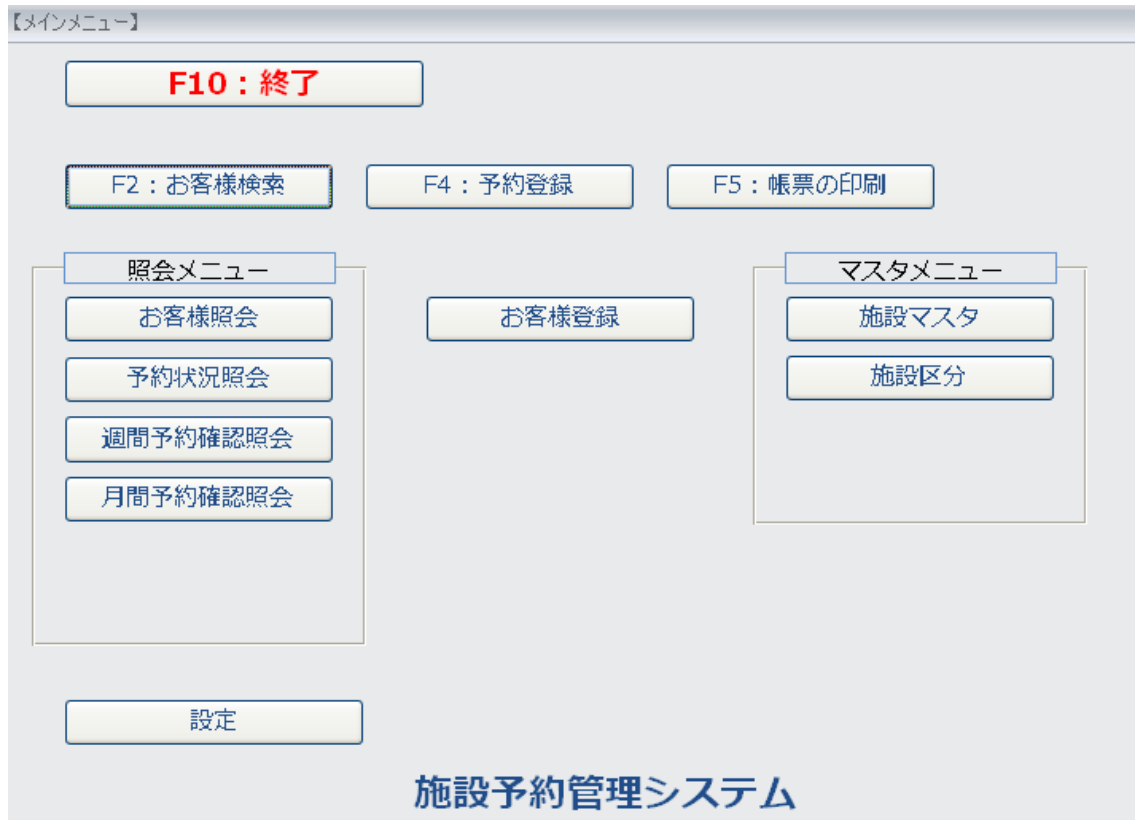 【メインメニュー】
F10：終了
F2：お客様検索
F4：予約登録
F5：帳票の印刷
照会メニュー
お客様照会
予約状況照会
週間予約確認照会
月間予約確認照会
お客様登録
マスタメニュー
施設マスタ
施設区分
設定
施設予約管理システム